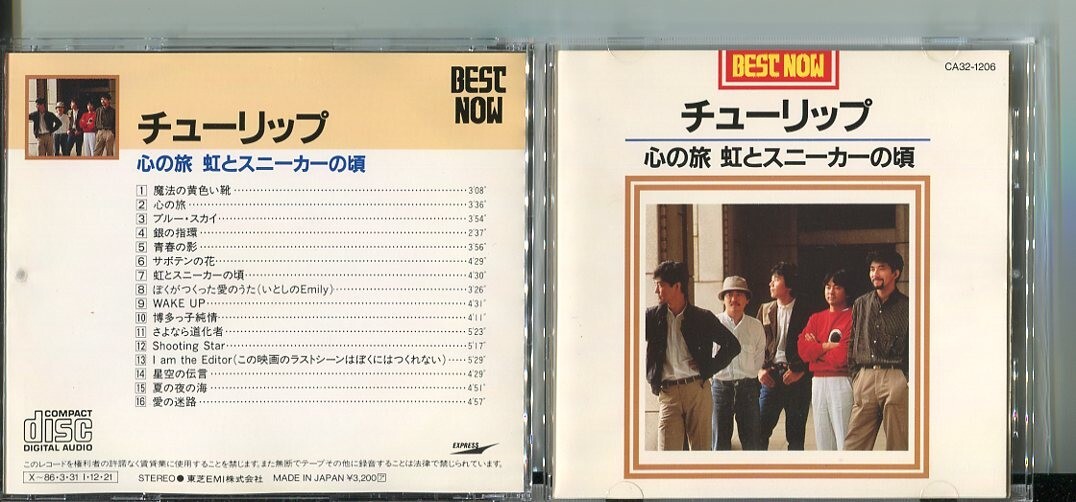 BEST
NOW
チューリップ
心の旅 虹とスニーカーの頃
1 魔法の黄色い靴 3'08"
2 心の旅 3'36"
3 ブルー・スカイ 3'54"
4 銀の指環 2'37"
5 青春の影 3'56"
6 サボテンの花 4'29"
7 虹とスニーカーの頃 4'30"
8 ぼくがつくった愛のうた(いとしのEmily) 3'26"
9 WAKE UP 4'31"
10 博多っ子純情 4'11"
11 さよなら道化者 5'23"
12 Shooting Star 5'17"
13 I am the Editor(この映画のラストシーンはぼくにはつくれない) 5'29"
14 星空の伝言 4'29"
15 夏の夜の海 4'51"
16 愛の迷路 4'57"
COMPACT
disc
DIGITAL AUDIO
EXPRESS
このレコードを権利者の許諾なく賃貸業に使用することを禁じます。また無断でテープその他に録音することは法律で禁じられています。
X〜86・3・31 I・12・21 STEREO● 東芝EMI株式会社 MADE IN JAPAN ¥3,200
BEST NOW
CA32-1206
チューリップ
心の旅 虹とスニーカーの頃